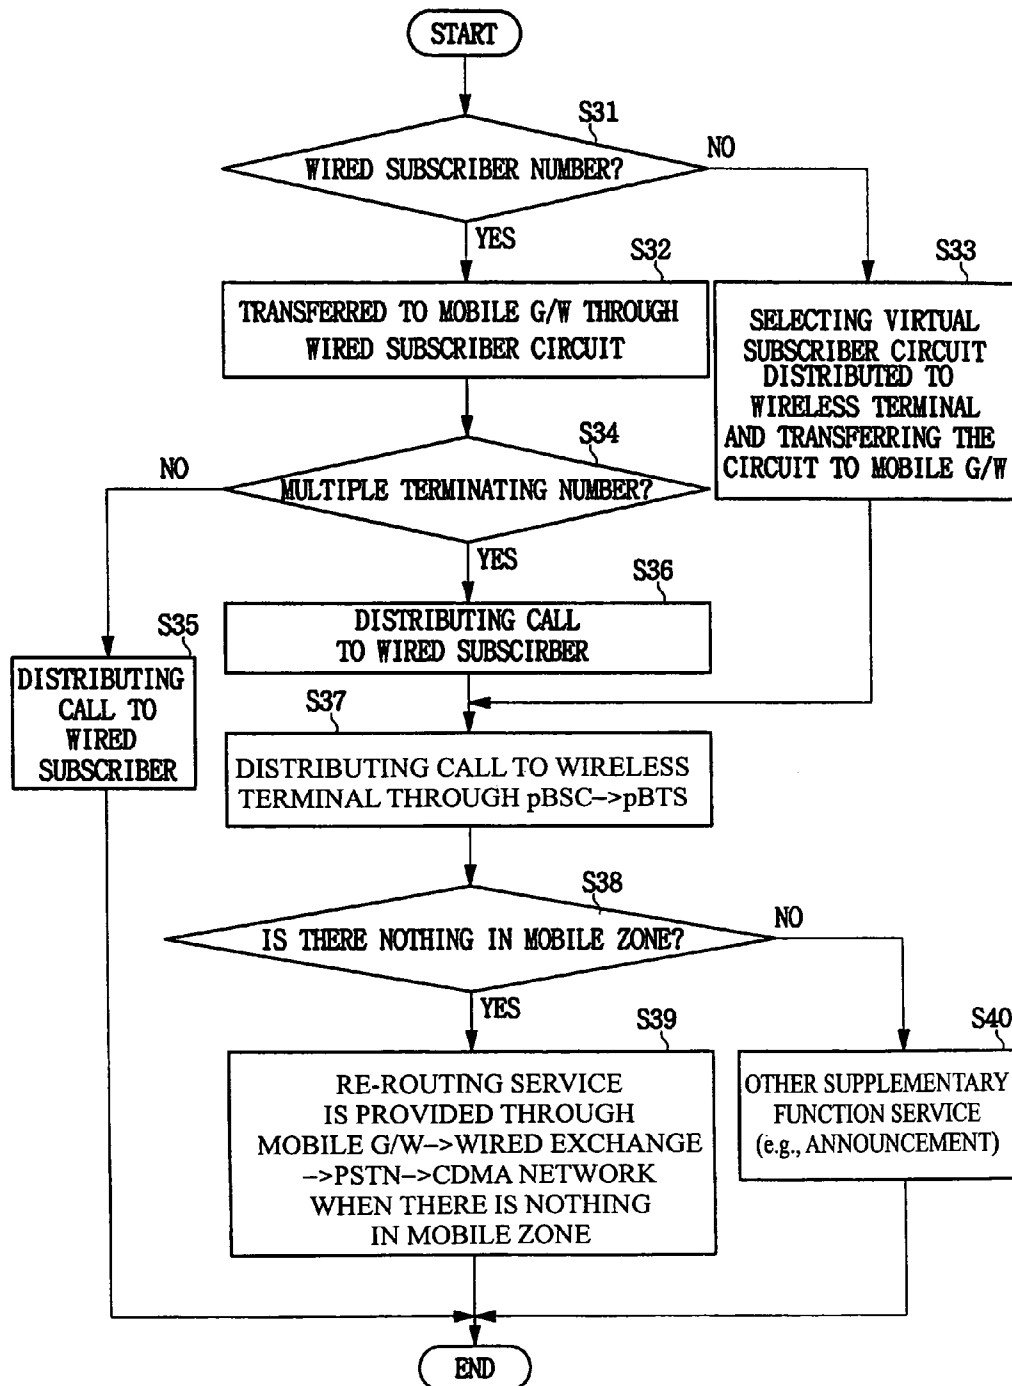 START
S31
WIRED SUBSCRIBER NUMBER?
NO
YES
S32
TRANSFERRED TO MOBILE G/W THROUGH
WIRED SUBSCRIBER CIRCUIT
S33
SELECTING VIRTUAL
SUBSCRIBER CIRCUIT
DISTRIBUTED TO
WIRELESS TERMINAL
AND TRANSFERRING THE
CIRCUIT TO MOBILE G/W
S34
NO
MULTIPLE TERMINATING NUMBER?
YES
S36
DISTRIBUTING CALL
TO WIRED SUBSCIRBER
S35
DISTRIBUTING
CALL TO
WIRED
SUBSCRIBER
S37
DISTRIBUTING CALL TO WIRELESS
TERMINAL THROUGH pBSC->pBTS
S38
NO
IS THERE NOTHING IN MOBILE ZONE?
YES
S39
RE-ROUTING SERVICE
IS PROVIDED THROUGH
MOBILE G/W->WIRED EXCHANGE
->PSTN->CDMA NETWORK
WHEN THERE IS NOTHING
IN MOBILE ZONE
S40
OTHER SUPPLEMENTARY
FUNCTION SERVICE
(e.g., ANNOUNCEMENT)
END